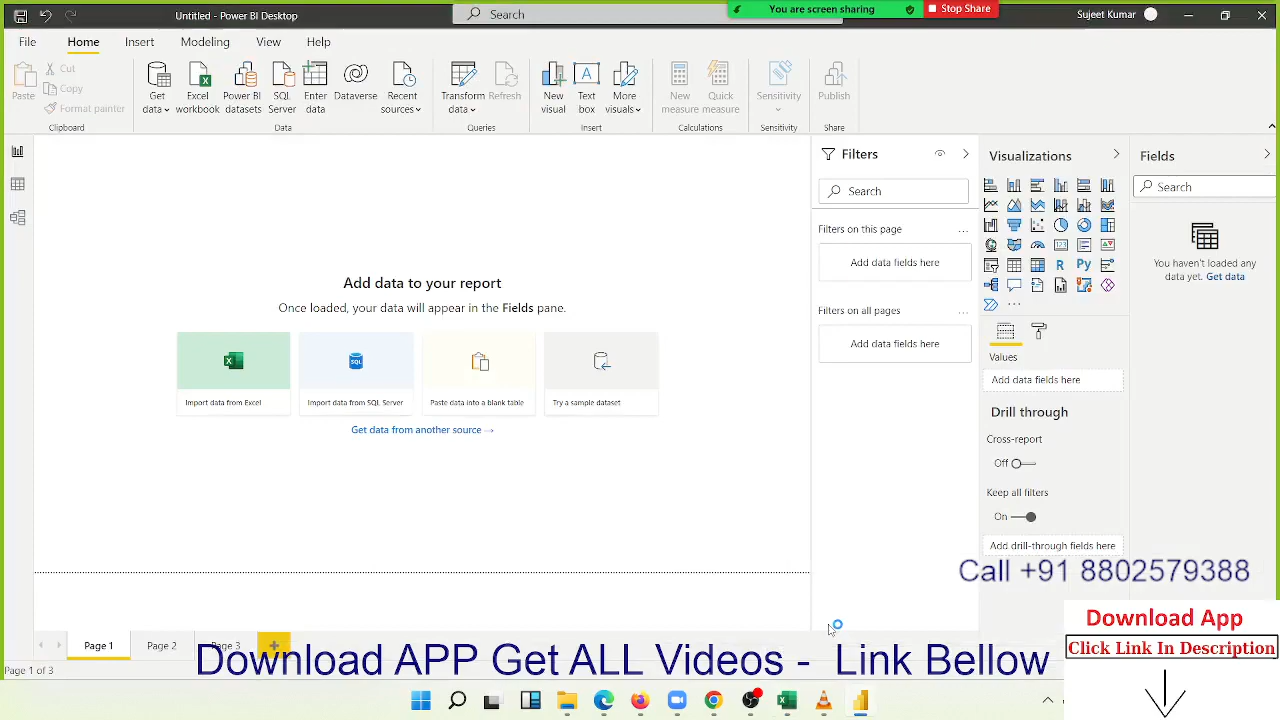 Untitled - Power BI Desktop
Search
You are screen sharing
Stop Share
Sujeet Kumar
File Home Insert Modeling View Help
Paste
Cut
Copy
Format painter
Clipboard
Get data
Excel workbook
Power BI datasets
SQL Server
Enter data
Dataverse
Recent sources
Data
Transform data
Refresh
Queries
New visual
Text box
More visuals
Insert
New measure
Quick measure
Calculations
Sensitivity
Sensitivity
Publish
Share
Add data to your report
Once loaded, your data will appear in the Fields pane.
Import data from Excel
Import data from SQL Server
Paste data into a blank table
Try a sample dataset
Get data from another source →
Filters
Search
Filters on this page
...
Add data fields here
Filters on all pages
...
Add data fields here
Visualizations
R
Py
...
Values
Add data fields here
Drill through
Cross-report
Off
Keep all filters
On
Add drill-through fields here
Fields
Search
You haven't loaded any
data yet. Get data
Call +91 8802579388
Download App
Click Link In Description
Page 1 Page 2 Page 3 +
Download APP Get ALL Videos - Link Bellow
Page 1 of 3